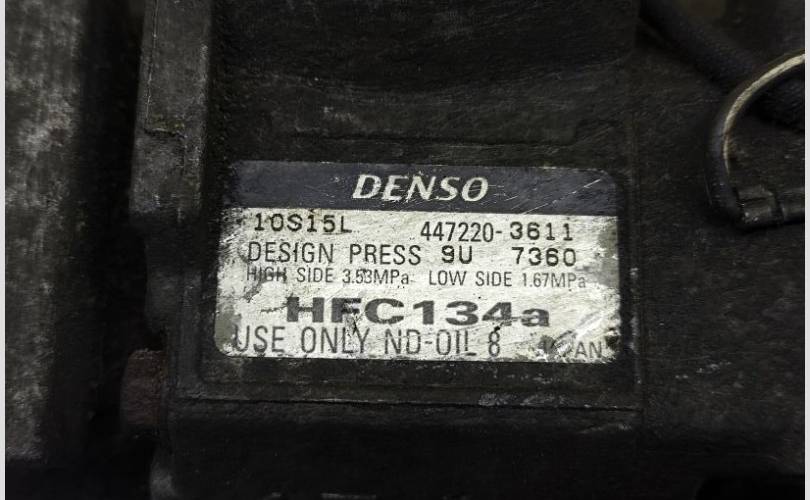 DENSO
10S15L 447220-3611
DESIGN PRESS 9U 7360
HIGH SIDE 3.53MPa LOW SIDE 1.67MPa
HFC134a
USE ONLY ND-OIL 8